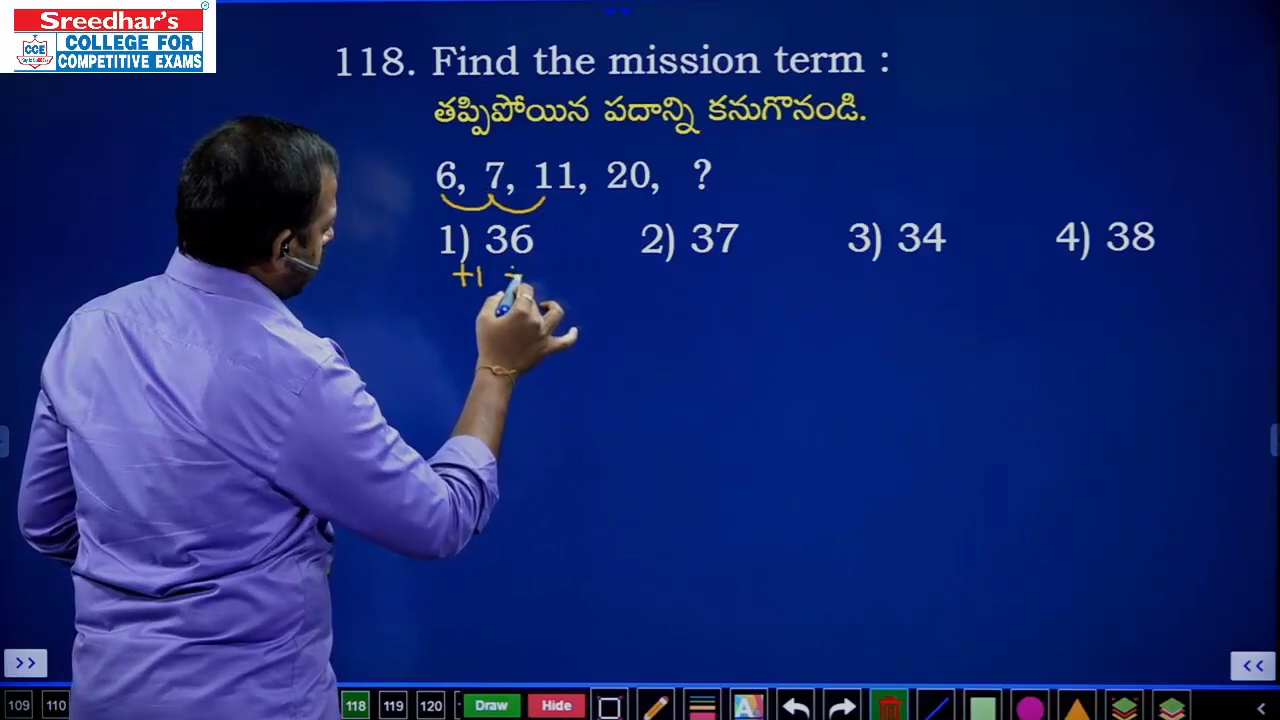 Sreedhar's
CCE
COLLEGE FOR
COMPETITIVE EXAMS
118. Find the mission term :
తప్పిపోయిన పదాన్ని కనుగొనండి.
6, 7, 11, 20, ?
1) 36 2) 37 3) 34 4) 38
+1
>> <<
109 110 118 119 120 Draw Hide